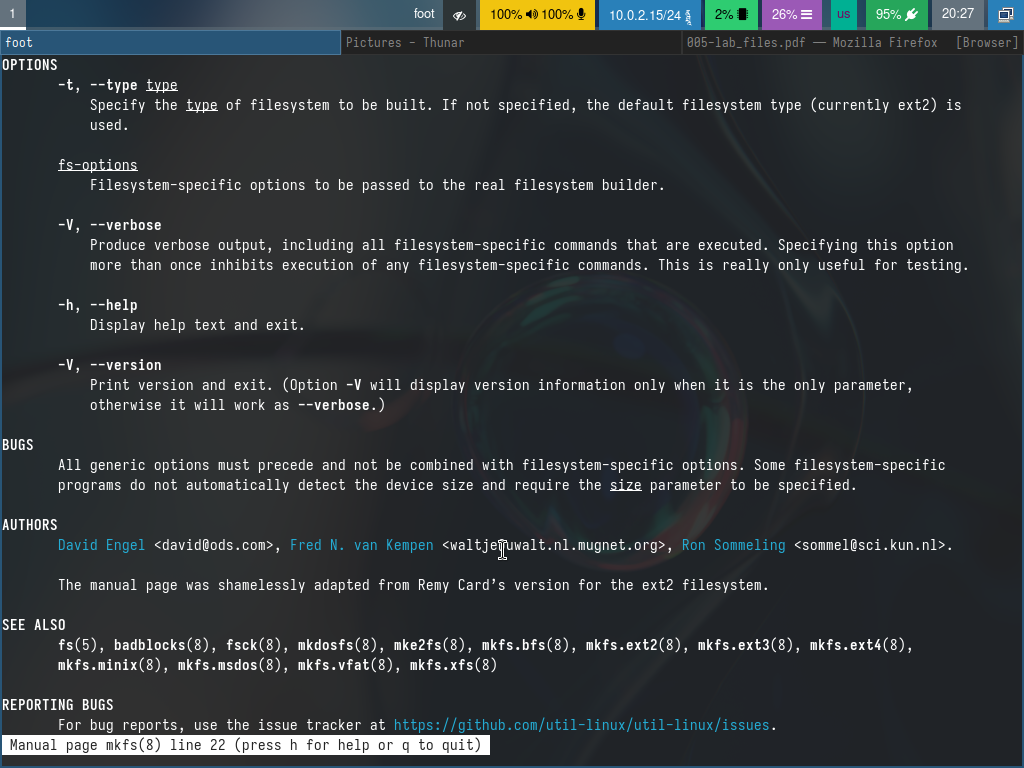 1 foot 100% 100% 10.0.2.15/24 2% 26% us 95% 20:27
foot Pictures - Thunar 005-lab_files.pdf — Mozilla Firefox [Browser]
OPTIONS
-t, --type type
Specify the type of filesystem to be built. If not specified, the default filesystem type (currently ext2) is
used.
fs-options
Filesystem-specific options to be passed to the real filesystem builder.
-V, --verbose
Produce verbose output, including all filesystem-specific commands that are executed. Specifying this option
more than once inhibits execution of any filesystem-specific commands. This is really only useful for testing.
-h, --help
Display help text and exit.
-V, --version
Print version and exit. (Option -V will display version information only when it is the only parameter,
otherwise it will work as --verbose.)
BUGS
All generic options must precede and not be combined with filesystem-specific options. Some filesystem-specific
programs do not automatically detect the device size and require the size parameter to be specified.
AUTHORS
David Engel <david@ods.com>, Fred N. van Kempen Ron Sommeling <sommel@sci.kun.nl>.
The manual page was shamelessly adapted from Remy Card’s version for the ext2 filesystem.
SEE ALSO
fs(5), badblocks(8), fsck(8), mkdosfs(8), mke2fs(8), mkfs.bfs(8), mkfs.ext2(8), mkfs.ext3(8), mkfs.ext4(8),
mkfs.minix(8), mkfs.msdos(8), mkfs.vfat(8), mkfs.xfs(8)
REPORTING BUGS
For bug reports, use the issue tracker at https://github.com/util-linux/util-linux/issues.
Manual page mkfs(8) line 22 (press h for help or q to quit)